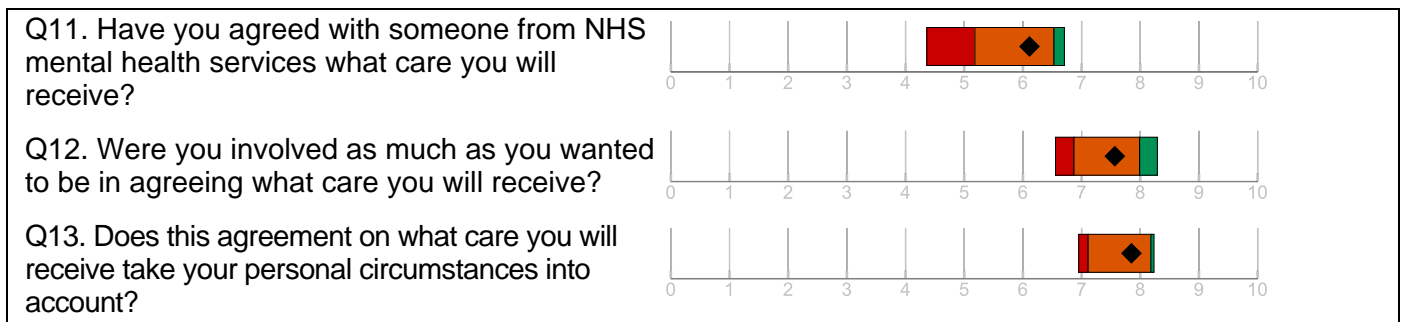 Q11. Have you agreed with someone from NHS
mental health services what care you will
receive?
0 1 2 3 4 5 6 7 8 9 10
Q12. Were you involved as much as you wanted
to be in agreeing what care you will receive?
0 1 2 3 4 5 6 7 8 9 10
Q13. Does this agreement on what care you will
receive take your personal circumstances into
account?
0 1 2 3 4 5 6 7 8 9 10